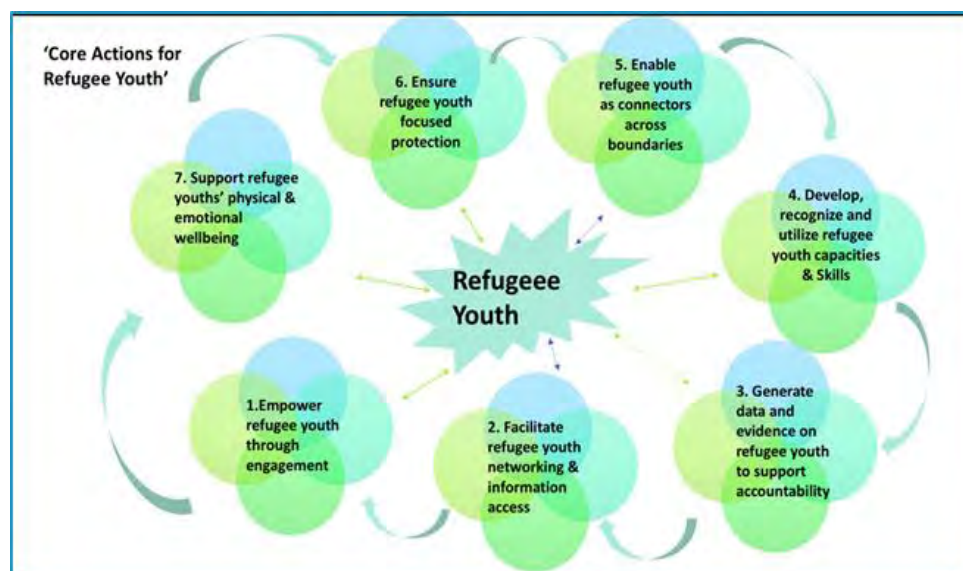 ‘Core Actions for
Refugee Youth’
6. Ensure
refugee youth
focused
protection
5. Enable
refugee youth
as connectors
across
boundaries
7. Support refugee
youths’ physical &
emotional
wellbeing
4. Develop,
recognize and
utilize refugee
youth capacities
& Skills
Refugeee
Youth
1.Empower
refugee youth
through
engagement
2. Facilitate
refugee youth
networking &
information
access
3. Generate
data and
evidence on
refugee youth
to support
accountability